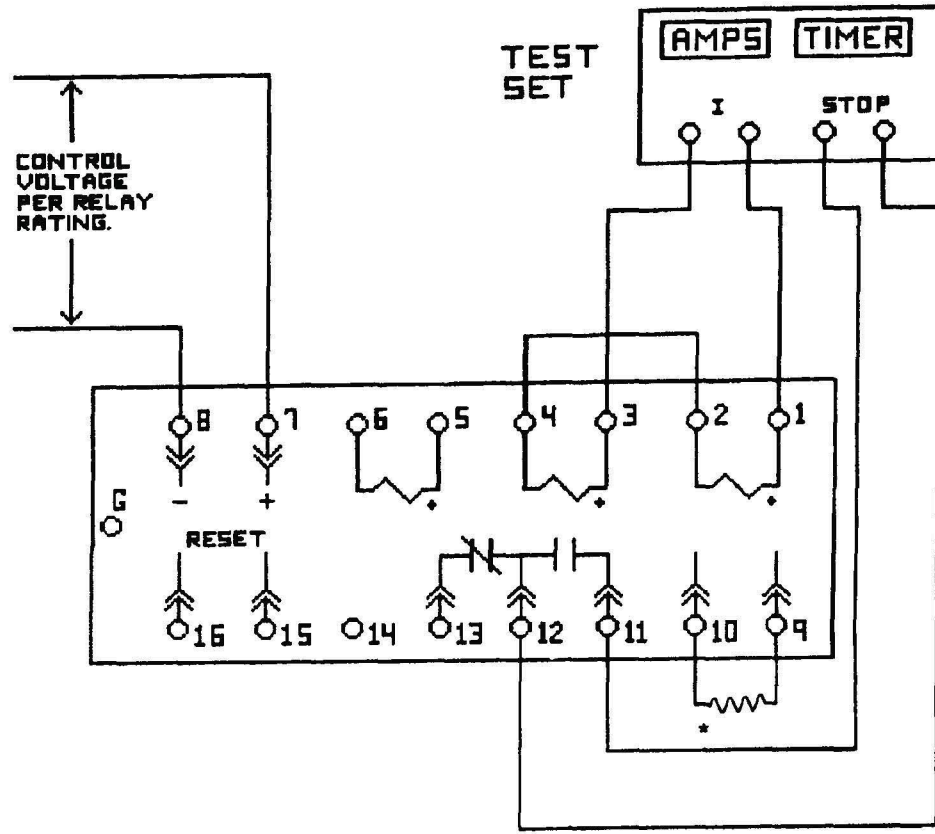 AMPS TIMER
TEST
SET
I STOP
CONTROL
VOLTAGE
PER RELAY
RATING.
8 7 6 5 4 3 2 1
G - + + + +
RESET
16 15 14 13 12 11 10 9
*